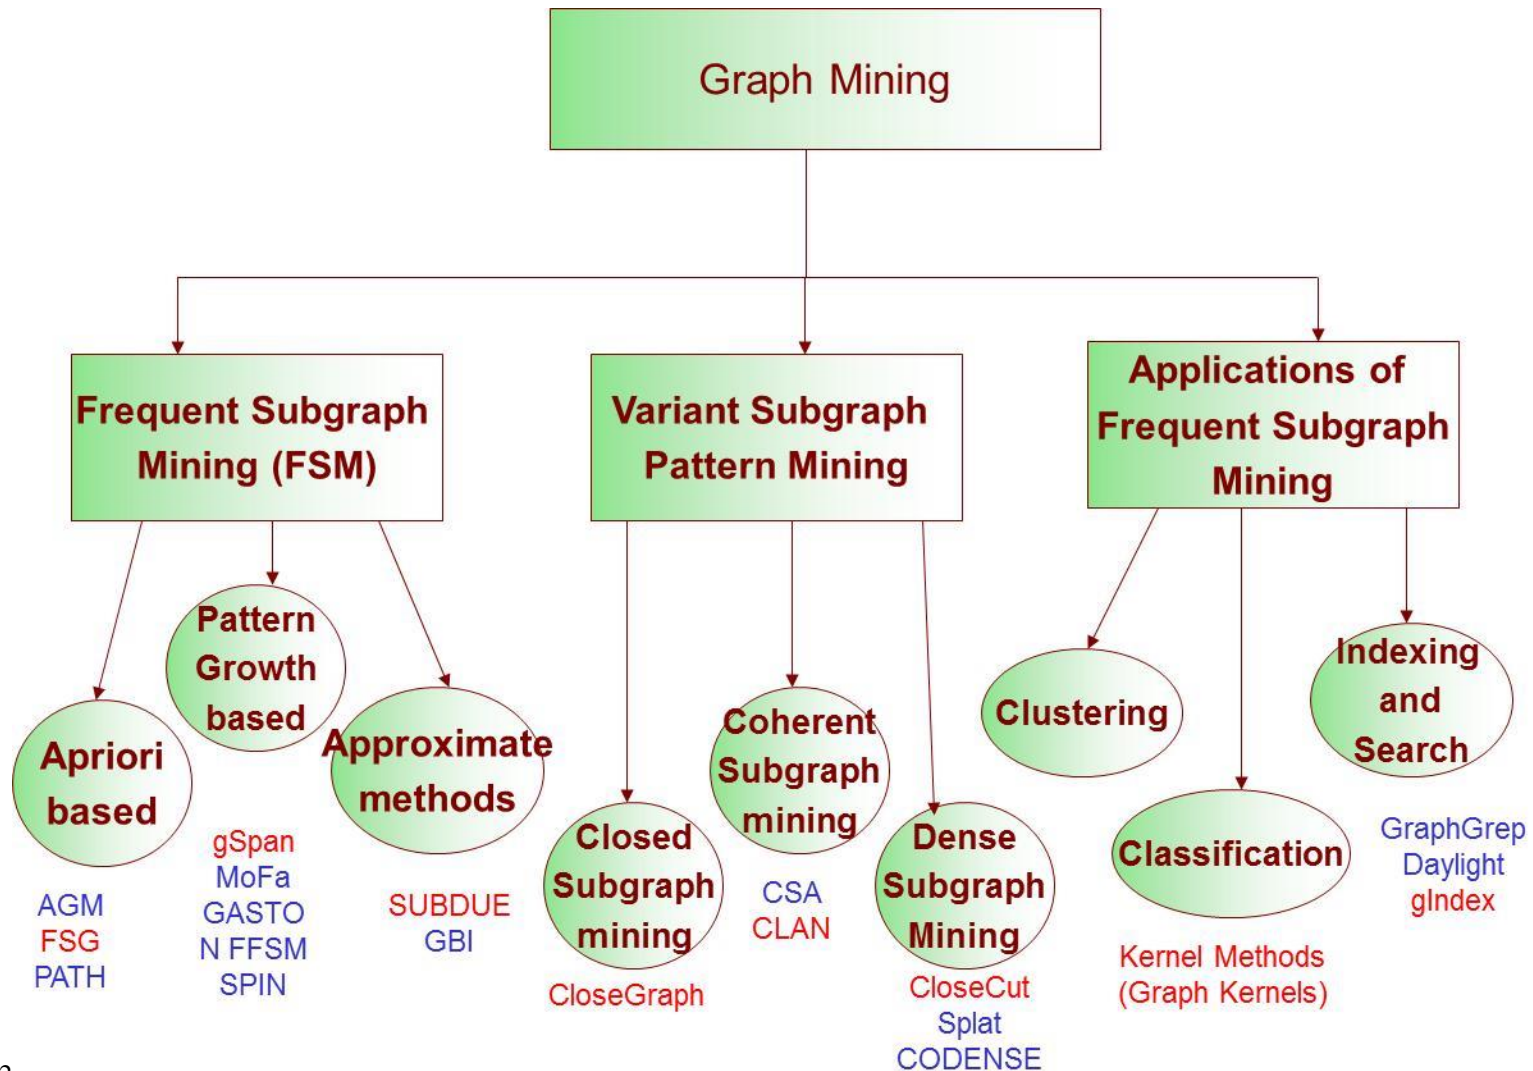 Graph Mining
Frequent Subgraph
Mining (FSM)
Variant Subgraph
Pattern Mining
Applications of
Frequent Subgraph
Mining
Apriori
based
AGM
FSG
PATH
Pattern
Growth
based
gSpan
MoFa
GASTO
N FFSM
SPIN
Approximate
methods
SUBDUE
GBI
Closed
Subgraph
mining
CloseGraph
Coherent
Subgraph
mining
CSA
CLAN
Dense
Subgraph
Mining
CloseCut
Splat
CODENSE
Clustering
Classification
Kernel Methods
(Graph Kernels)
Indexing
and
Search
GraphGrep
Daylight
gIndex